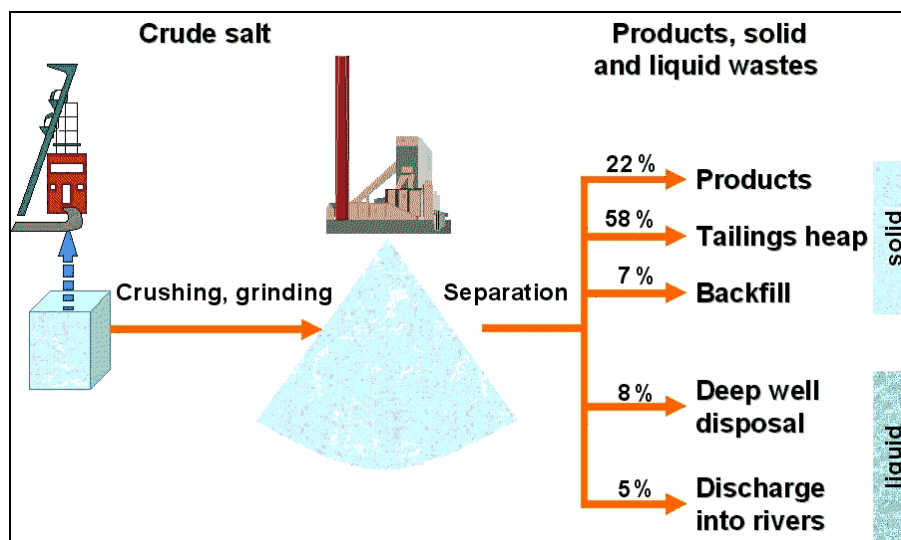 Crude salt
Products, solid
and liquid wastes
Crushing, grinding
Separation
22 %
Products
58 %
Tailings heap
7 %
Backfill
solid
8 %
Deep well
disposal
5 %
Discharge
into rivers
liquid